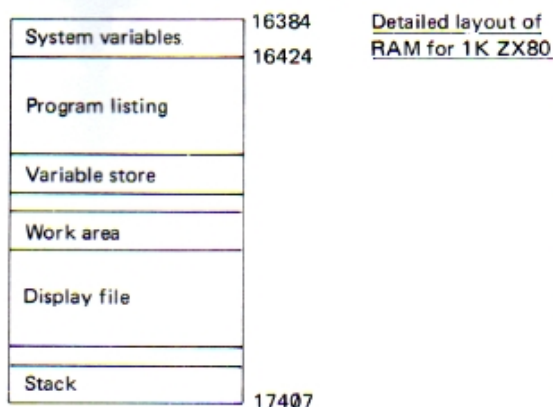 System variables
16384
16424
Detailed layout of
RAM for 1K ZX80
Program listing
Variable store
Work area
Display file
Stack
17407